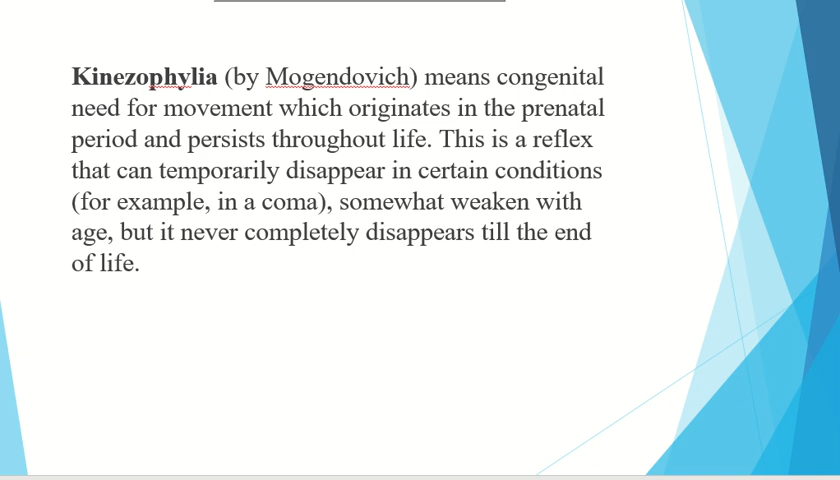 Kinezophylia (by Mogendovich) means congenital
need for movement which originates in the prenatal
period and persists throughout life. This is a reflex
that can temporarily disappear in certain conditions
(for example, in a coma), somewhat weaken with
age, but it never completely disappears till the end
of life.